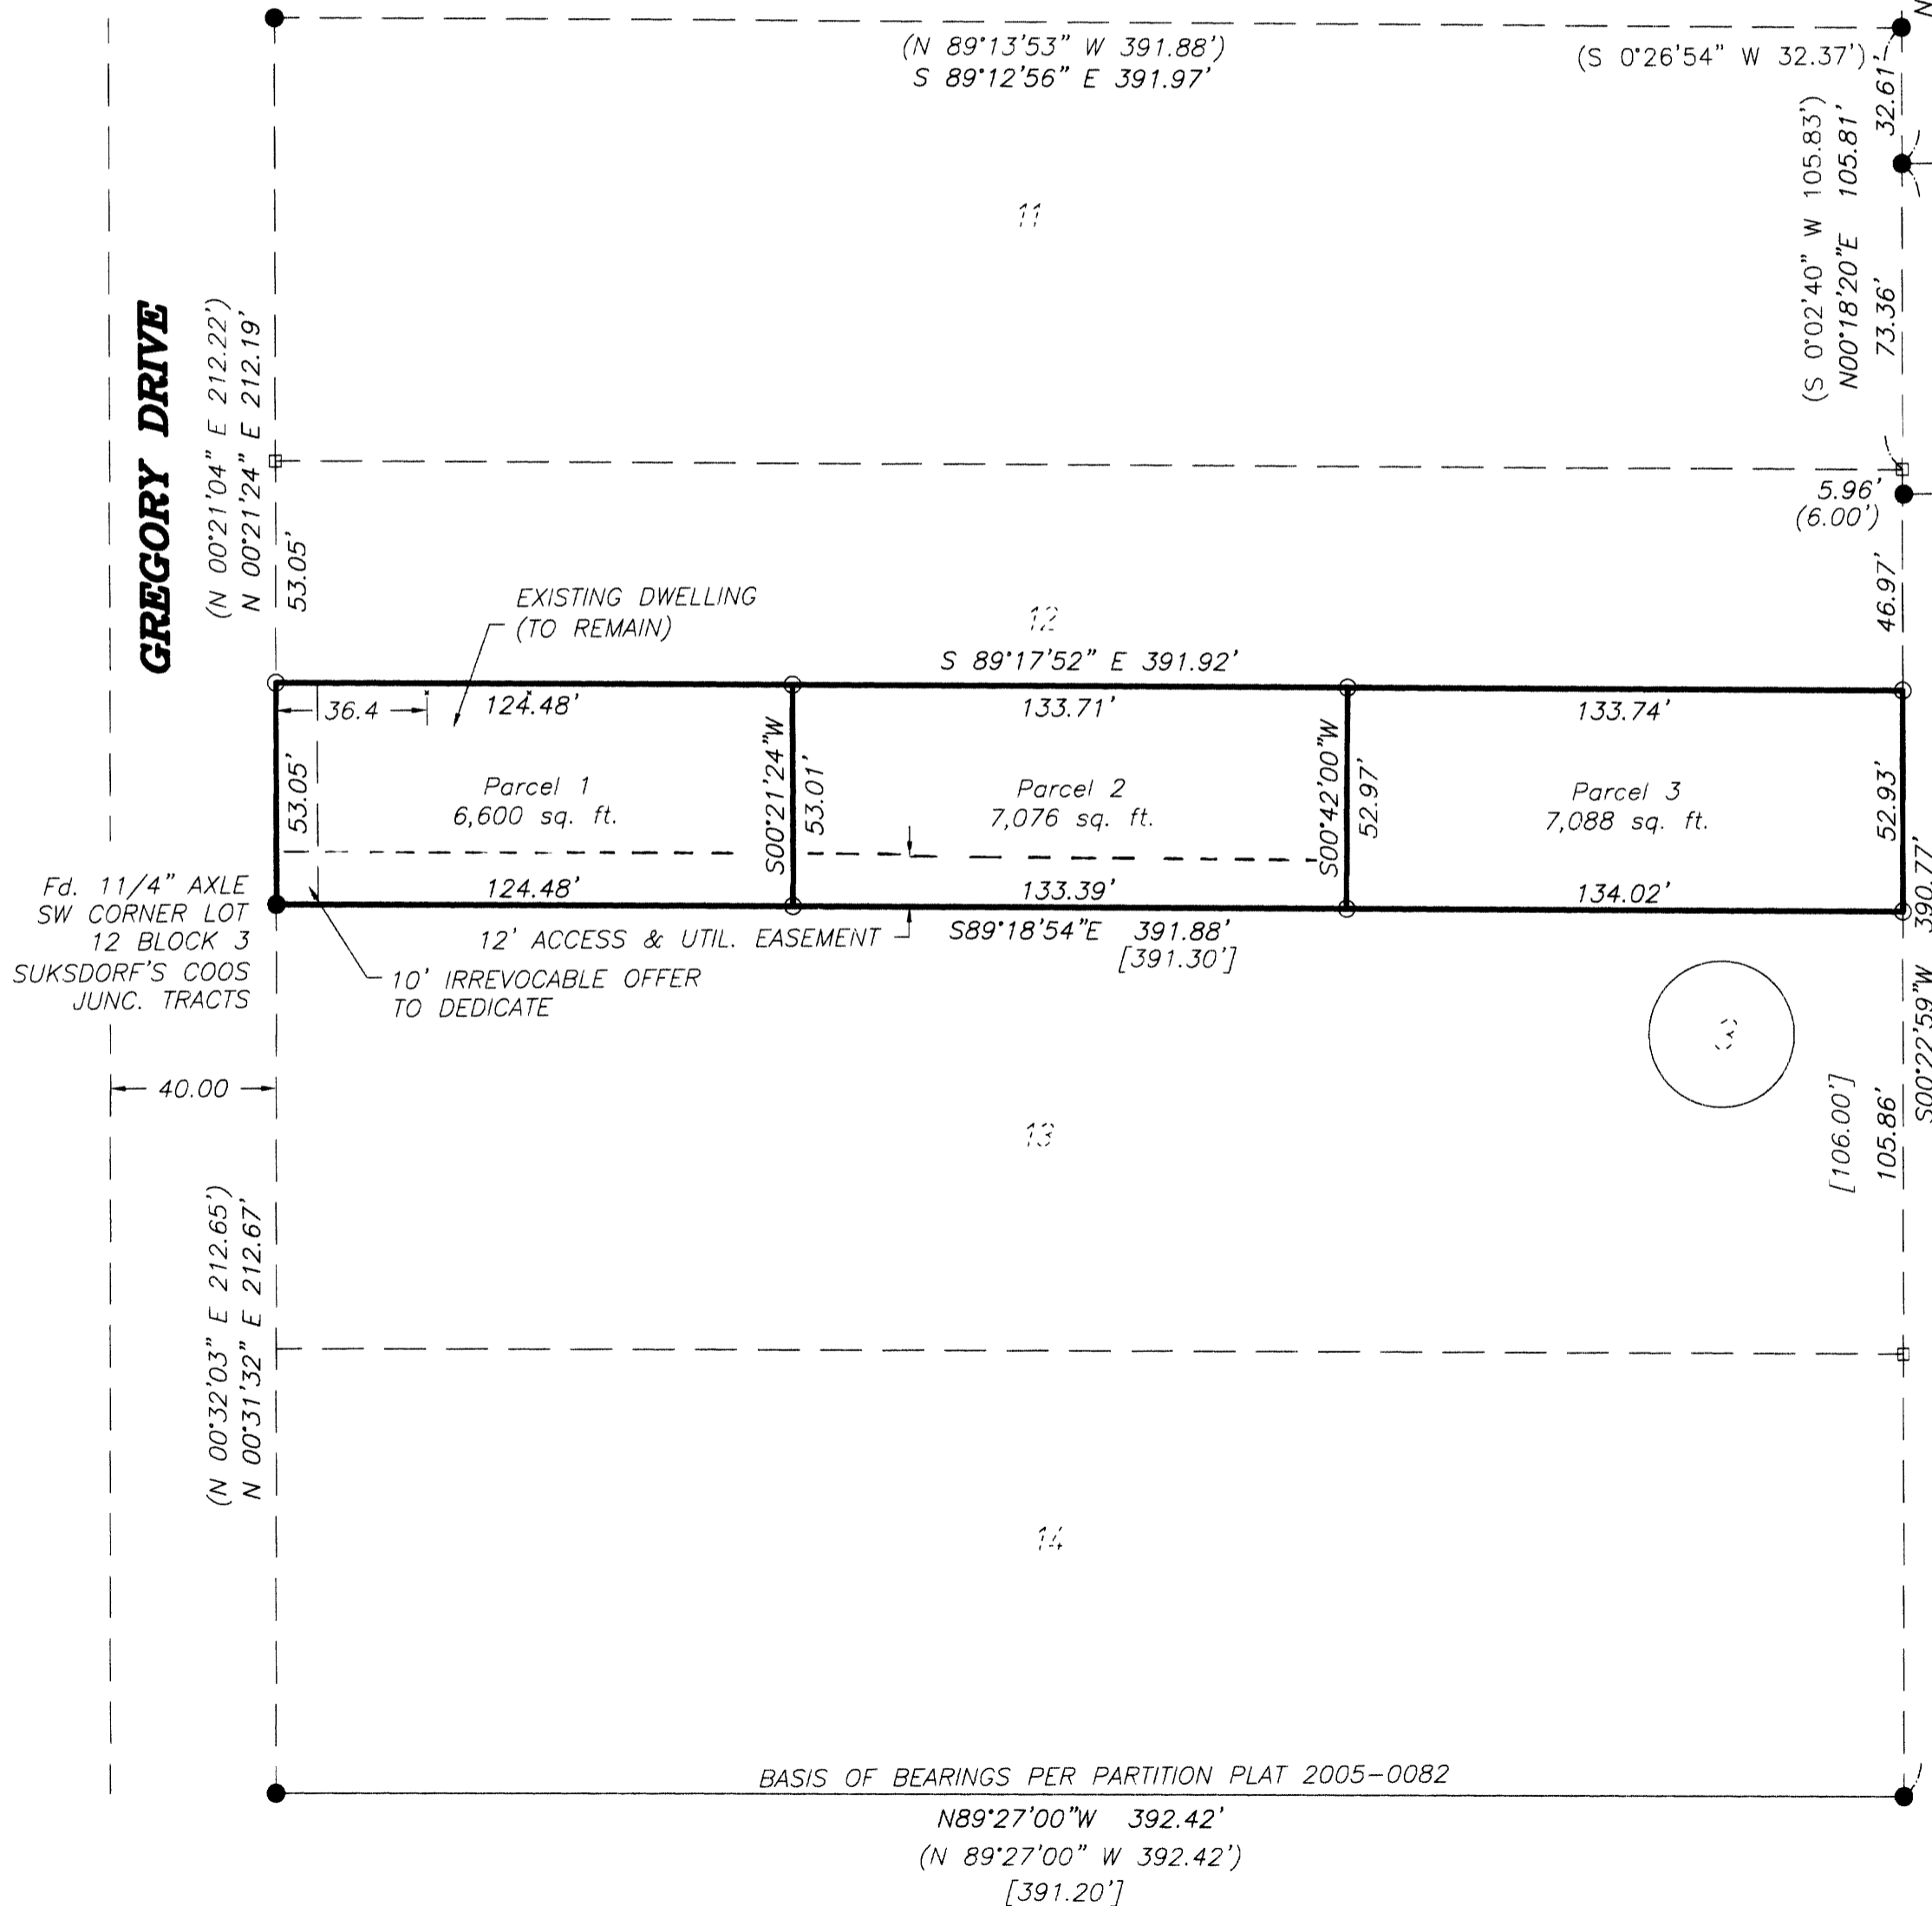 (N 89°13'53" W 391.88')
S 89°12'56" E 391.97'
(S 0°26'54" W 32.37')
32.61'
(S 0°02'40" W 105.83')
N00°18'20"E 105.81'
73.36'
11
GREGORY DRIVE
(N 00°21'04" E 212.22')
N 00°21'24" E 212.19'
53.05'
5.96'
(6.00')
46.97'
EXISTING DWELLING
(TO REMAIN)
12
S 89°17'52" E 391.92'
36.4
124.48'
133.71'
133.74'
53.05'
Parcel 1
6,600 sq. ft.
S00°21'24"W
53.01'
Parcel 2
7,076 sq. ft.
S00°42'00"W
52.97'
Parcel 3
7,088 sq. ft.
52.93'
124.48'
133.39'
134.02'
Fd. 11/4" AXLE
SW CORNER LOT
12 BLOCK 3
SUKSDORF'S COOS
JUNC. TRACTS
12' ACCESS & UTIL. EASEMENT
S89°18'54"E 391.88'
[391.30']
10' IRREVOCABLE OFFER
TO DEDICATE
S00°22'59"W 390.77'
3
40.00
13
[106.00']
105.86'
(N 00°32'03" E 212.65')
N 00°31'32" E 212.67'
14
BASIS OF BEARINGS PER PARTITION PLAT 2005-0082
N89°27'00"W 392.42'
(N 89°27'00" W 392.42')
[391.20']